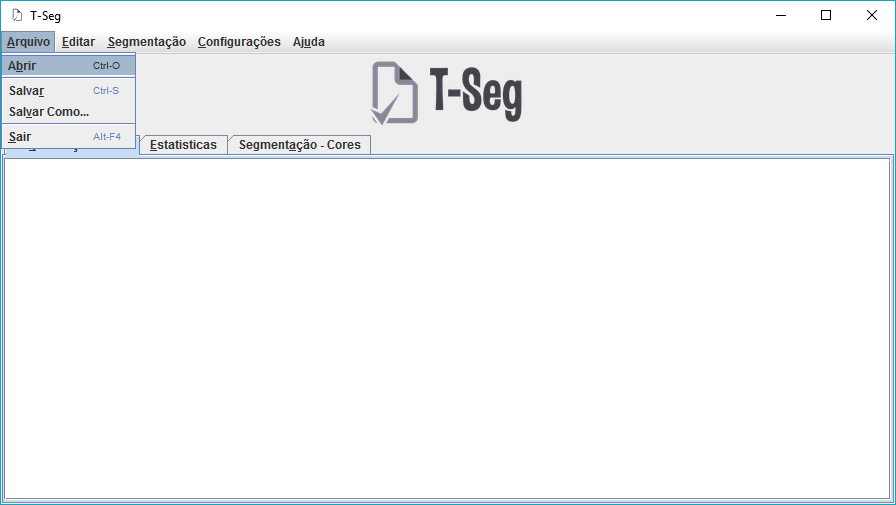 T-Seg
Arquivo Editar Segmentação Configurações Ajuda
Abrir Ctrl-O
Salvar Ctrl-S
Salvar Como...
Sair Alt-F4
T-Seg
Estatisticas Segmentação - Cores